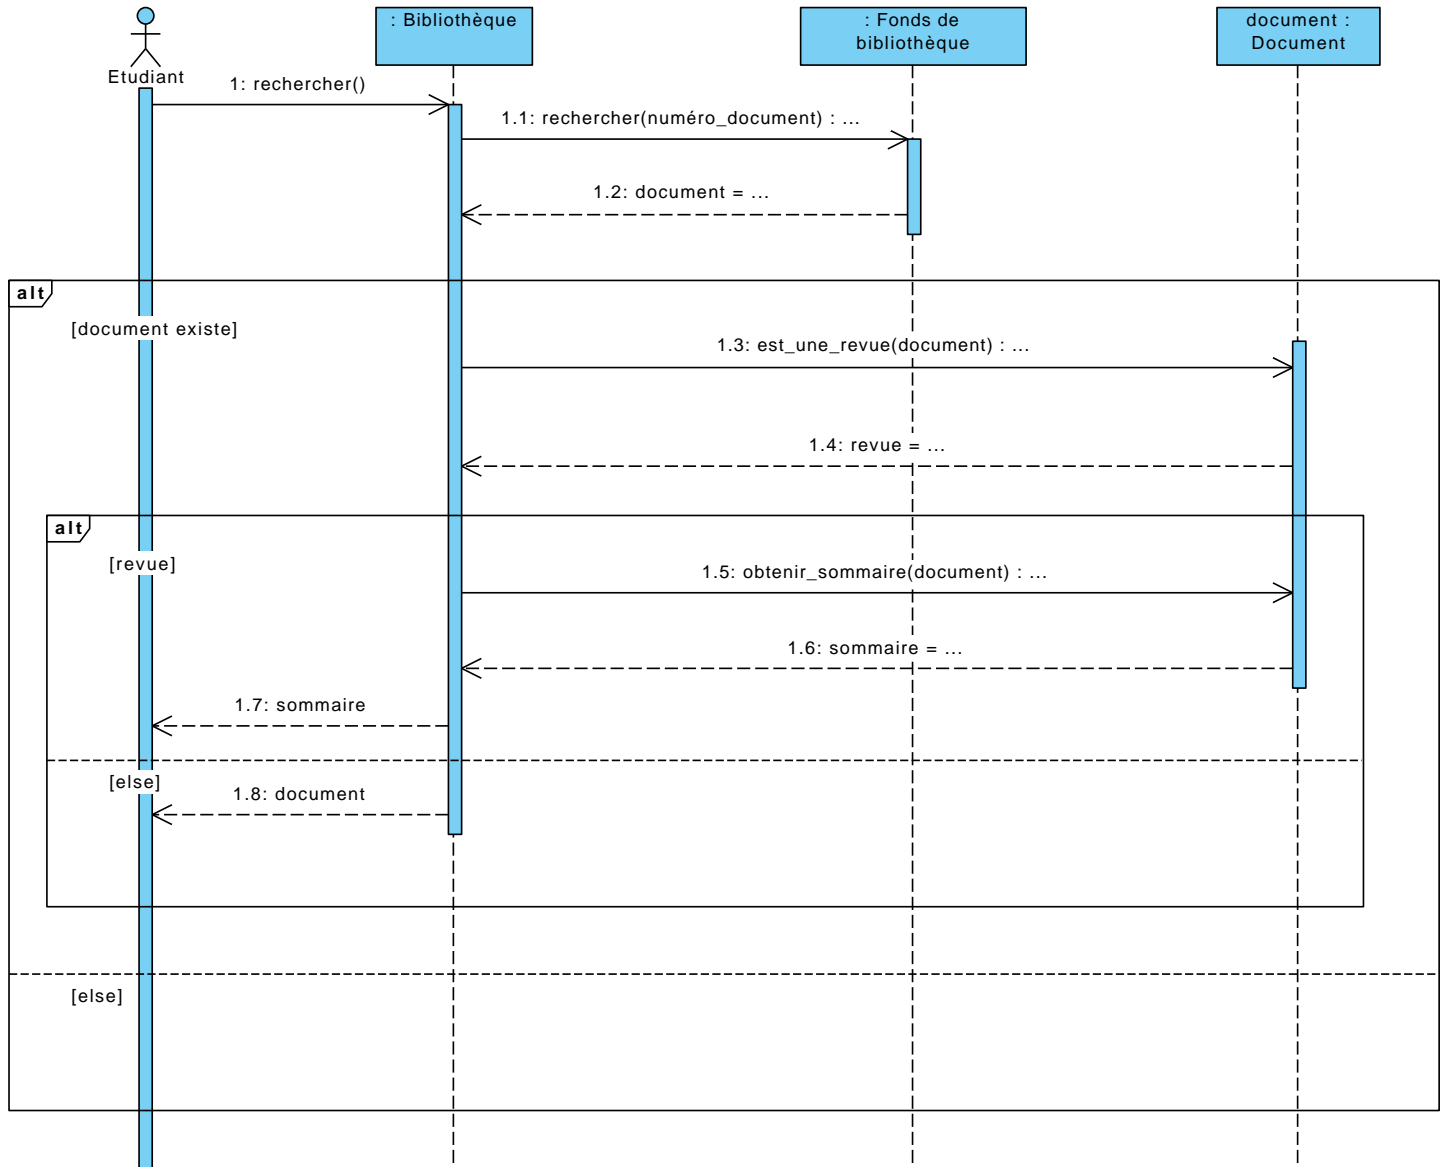 : Bibliothèque
: Fonds de
bibliothèque
document :
Document
Etudiant
1: rechercher()
1.1: rechercher(numéro_document) : ...
1.2: document = ...
alt
[document existe]
1.3: est_une_revue(document) : ...
1.4: revue = ...
alt
[revue]
1.5: obtenir_sommaire(document) : ...
1.6: sommaire = ...
1.7: sommaire
[else]
1.8: document
[else]